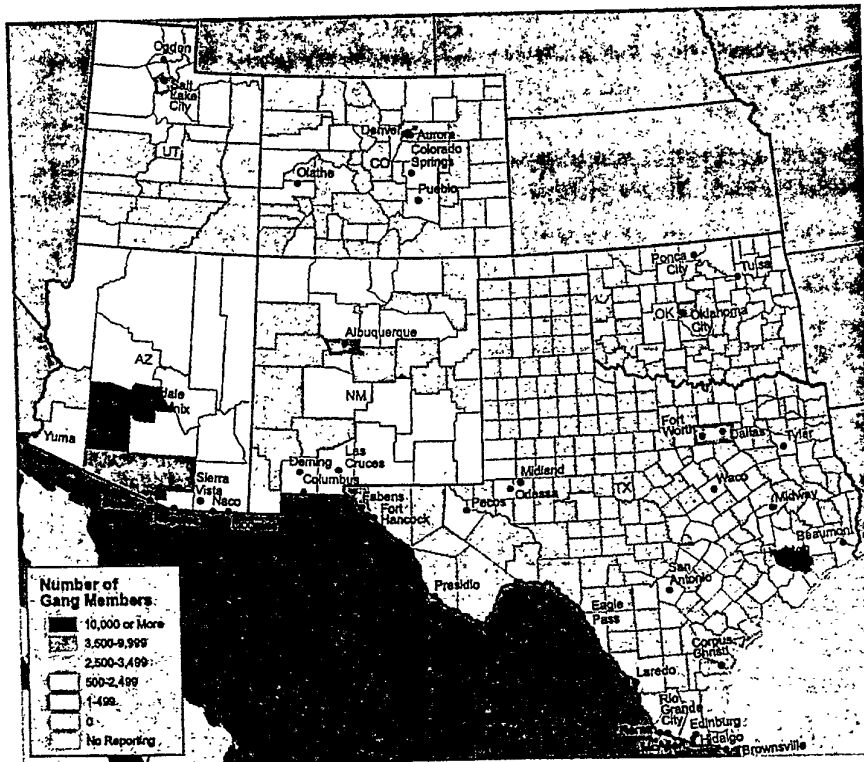 Ogden
Salt
Lake
City
UT
Denver
Aurora
CO
Colorado
Springs
Olathe
Pueblo
Ponca
City
Tulsa
OK
Oklahoma
City
Albuquerque
AZ
NM
Yuma
Fort
Worth
Dallas
Tyler
Las
Cruces
Deming
Columbus
Sierra
Vista
Naco
Midland
Odessa
TX
Waco
Midway
Fabens
Fort
Hancock
Pecos
Beaumont
Presidio
San
Antonio
Eagle
Pass
Corpus
Christi
Laredo
Rio
Grande
City
Edinburg
Hidalgo
Brownsville
Number of
Gang Members
10,000 or More
3,500-9,999
2,500-3,499
500-2,499
1-499
0
No Reporting